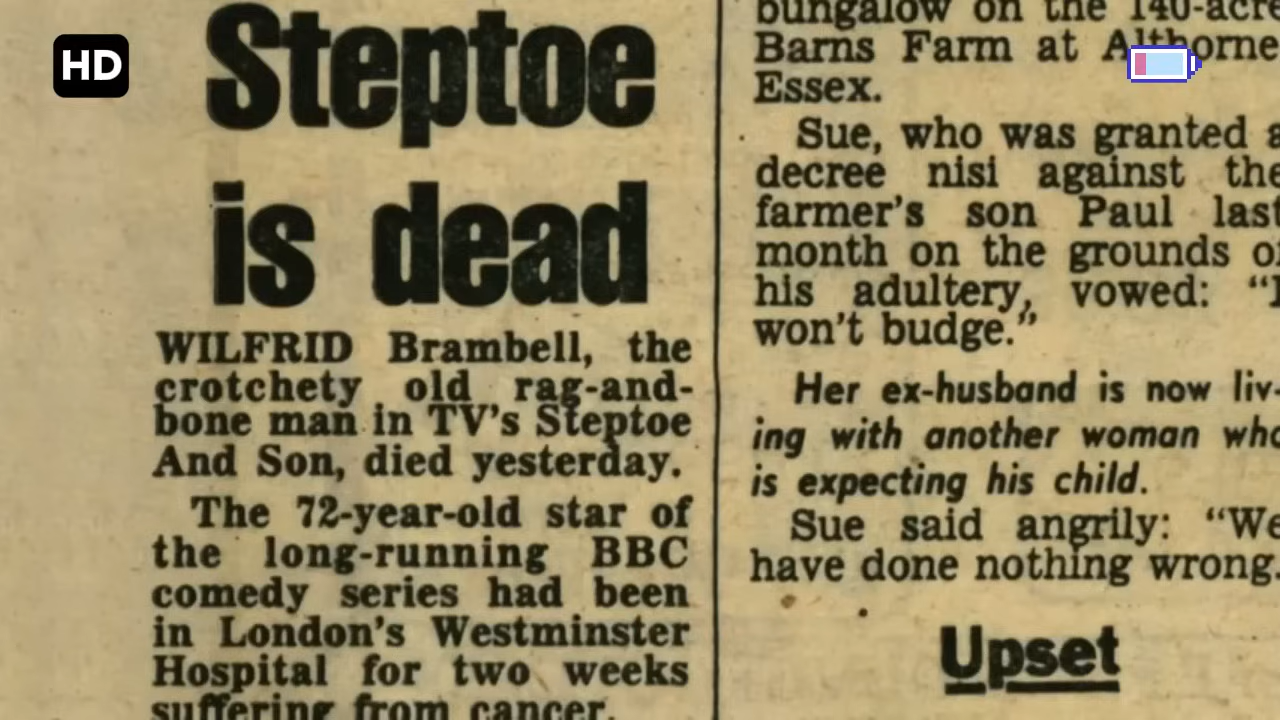 HD
Steptoe
is dead
WILFRID Brambell, the
crotchety old rag-and-
bone man in TV's Steptoe
And Son, died yesterday.
The 72-year-old star of
the long-running BBC
comedy series had been
in London's Westminster
Hospital for two weeks
suffering from cancer.
bungalow on the 140-acre
Barns Farm at Althorne
Essex.
Sue, who was granted a
decree nisi against the
farmer's son Paul last
month on the grounds of
his adultery, vowed: “I
won't budge.”
Her ex-husband is now liv-
ing with another woman who
is expecting his child.
Sue said angrily: “We
have done nothing wrong.
Upset